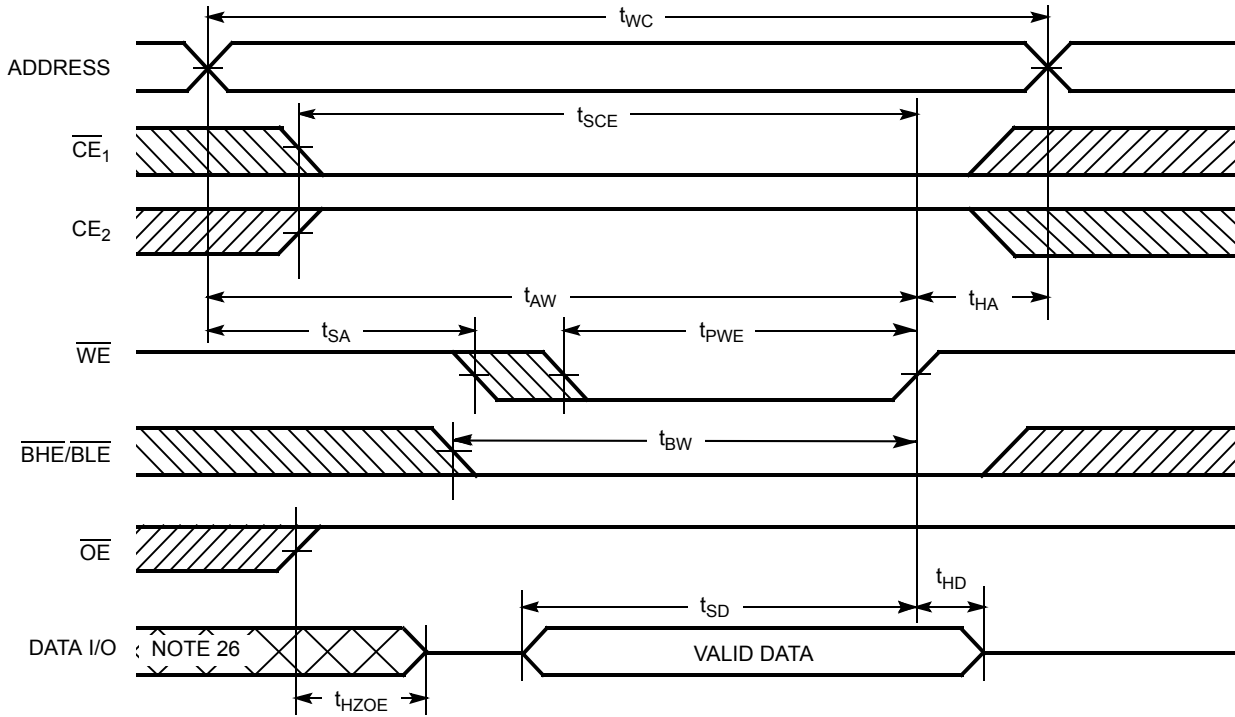 tWC
ADDRESS
tSCE
CE1
CE2
tAW
tHA
tSA
tPWE
WE
BHE/BLE
tBW
OE
tHD
tSD
DATA I/O
NOTE 26
VALID DATA
tHZOE